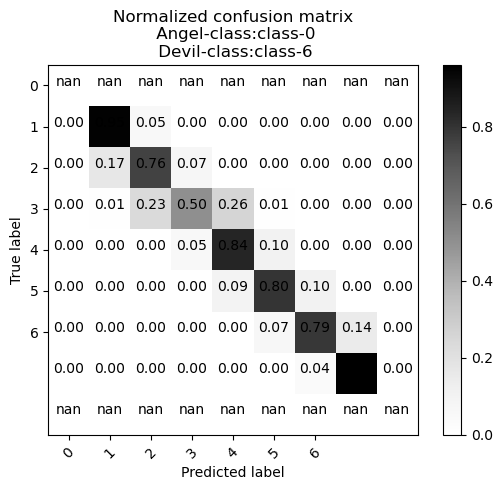 Normalized confusion matrix
Angel-class:class-0
Devil-class:class-6
0 nan nan nan nan nan nan nan nan nan
1 0.00 0.05 0.00 0.00 0.00 0.00 0.00 0.00
2 0.00 0.17 0.76 0.07 0.00 0.00 0.00 0.00 0.00
3 0.00 0.01 0.23 0.50 0.26 0.01 0.00 0.00 0.00
4 0.00 0.00 0.00 0.05 0.84 0.10 0.00 0.00 0.00
5 0.00 0.00 0.00 0.00 0.09 0.80 0.10 0.00 0.00
6 0.00 0.00 0.00 0.00 0.00 0.07 0.79 0.14 0.00
0.00 0.00 0.00 0.00 0.00 0.00 0.04 0.00
nan nan nan nan nan nan nan nan nan
True label
0 1 2 3 4 5 6
Predicted label
0.8
0.6
0.4
0.2
0.0